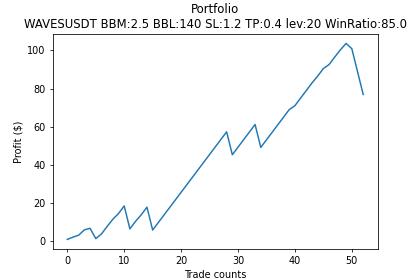 Portfolio
WAVESUSDT BBM:2.5 BBL:140 SL:1.2 TP:0.4 lev:20 WinRatio:85.0
Profit ($)
100
80
60
40
20
0
0 10 20 30 40 50
Trade counts